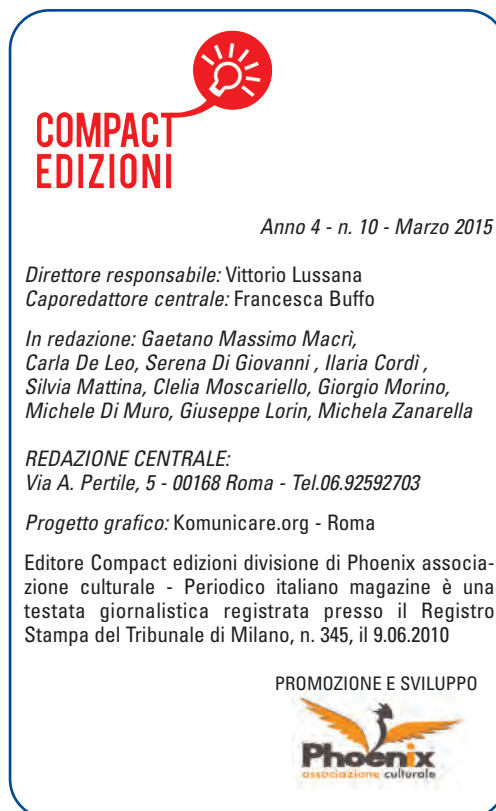 COMPACT
EDIZIONI
Anno 4 - n. 10 - Marzo 2015
Direttore responsabile: Vittorio Lussana
Caporedattore centrale: Francesca Buffo
In redazione: Gaetano Massimo Macrì,
Carla De Leo, Serena Di Giovanni , Ilaria Cordì ,
Silvia Mattina, Clelia Moscariello, Giorgio Morino,
Michele Di Muro, Giuseppe Lorin, Michela Zanarella
REDAZIONE CENTRALE:
Via A. Pertile, 5 - 00168 Roma - Tel.06.92592703
Progetto grafico: Komunicare.org - Roma
Editore Compact edizioni divisione di Phoenix associa-
zione culturale - Periodico italiano magazine è una
testata giornalistica registrata presso il Registro
Stampa del Tribunale di Milano, n. 345, il 9.06.2010
PROMOZIONE E SVILUPPO
Phoenix
associazione culturale